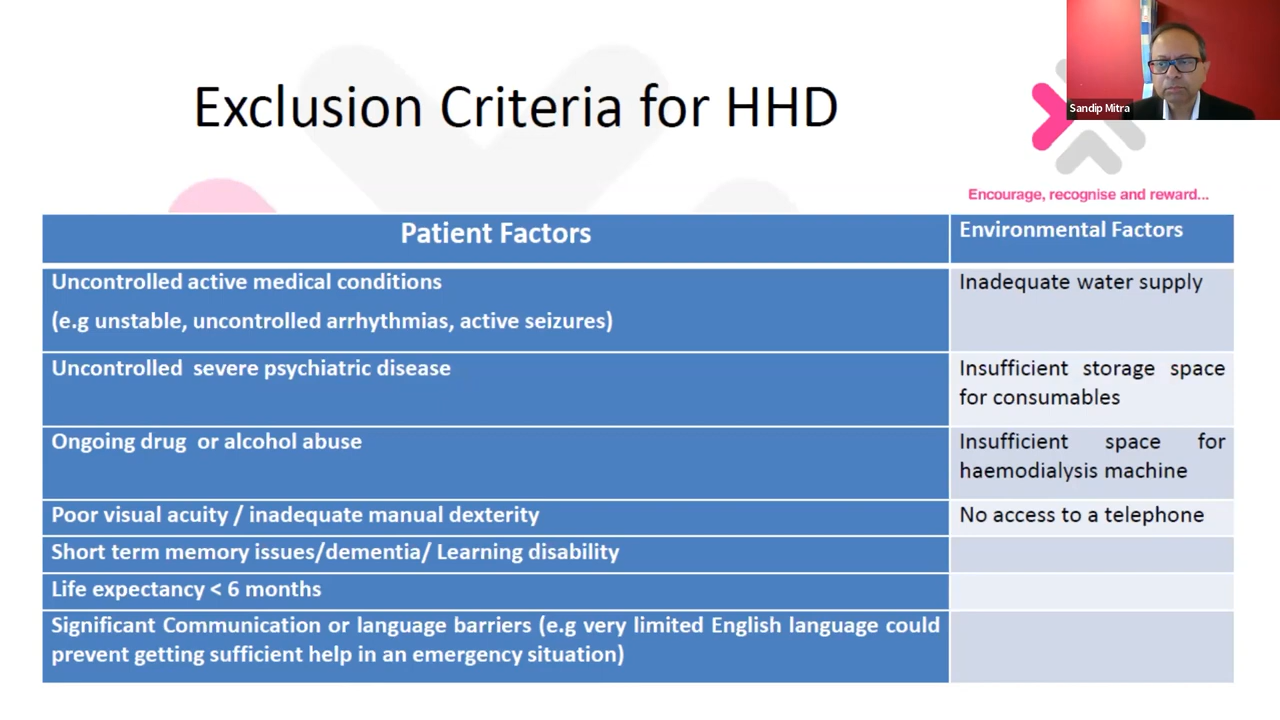 Exclusion Criteria for HHD
Sandip Mitra
Encourage, recognise and reward...
Patient Factors
Environmental Factors
Uncontrolled active medical conditions
(e.g unstable, uncontrolled arrhythmias, active seizures)
Inadequate water supply
Uncontrolled severe psychiatric disease
Insufficient storage space
for consumables
Ongoing drug or alcohol abuse
Insufficient space for
haemodialysis machine
Poor visual acuity / inadequate manual dexterity
No access to a telephone
Short term memory issues/dementia/ Learning disability
Life expectancy < 6 months
Significant Communication or language barriers (e.g very limited English language could
prevent getting sufficient help in an emergency situation)